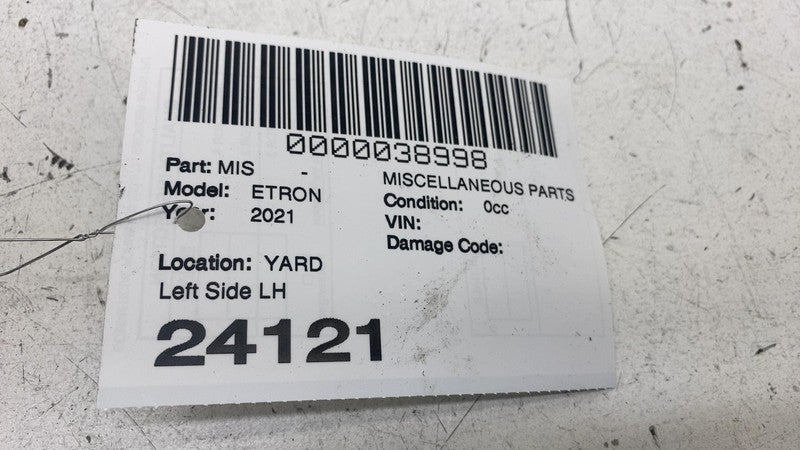 0000038998
Part: MIS - MISCELLANEOUS PARTS
Model: ETRON Condition: 0cc
Year: 2021 VIN:
Damage Code:
Location: YARD
Left Side LH
24121